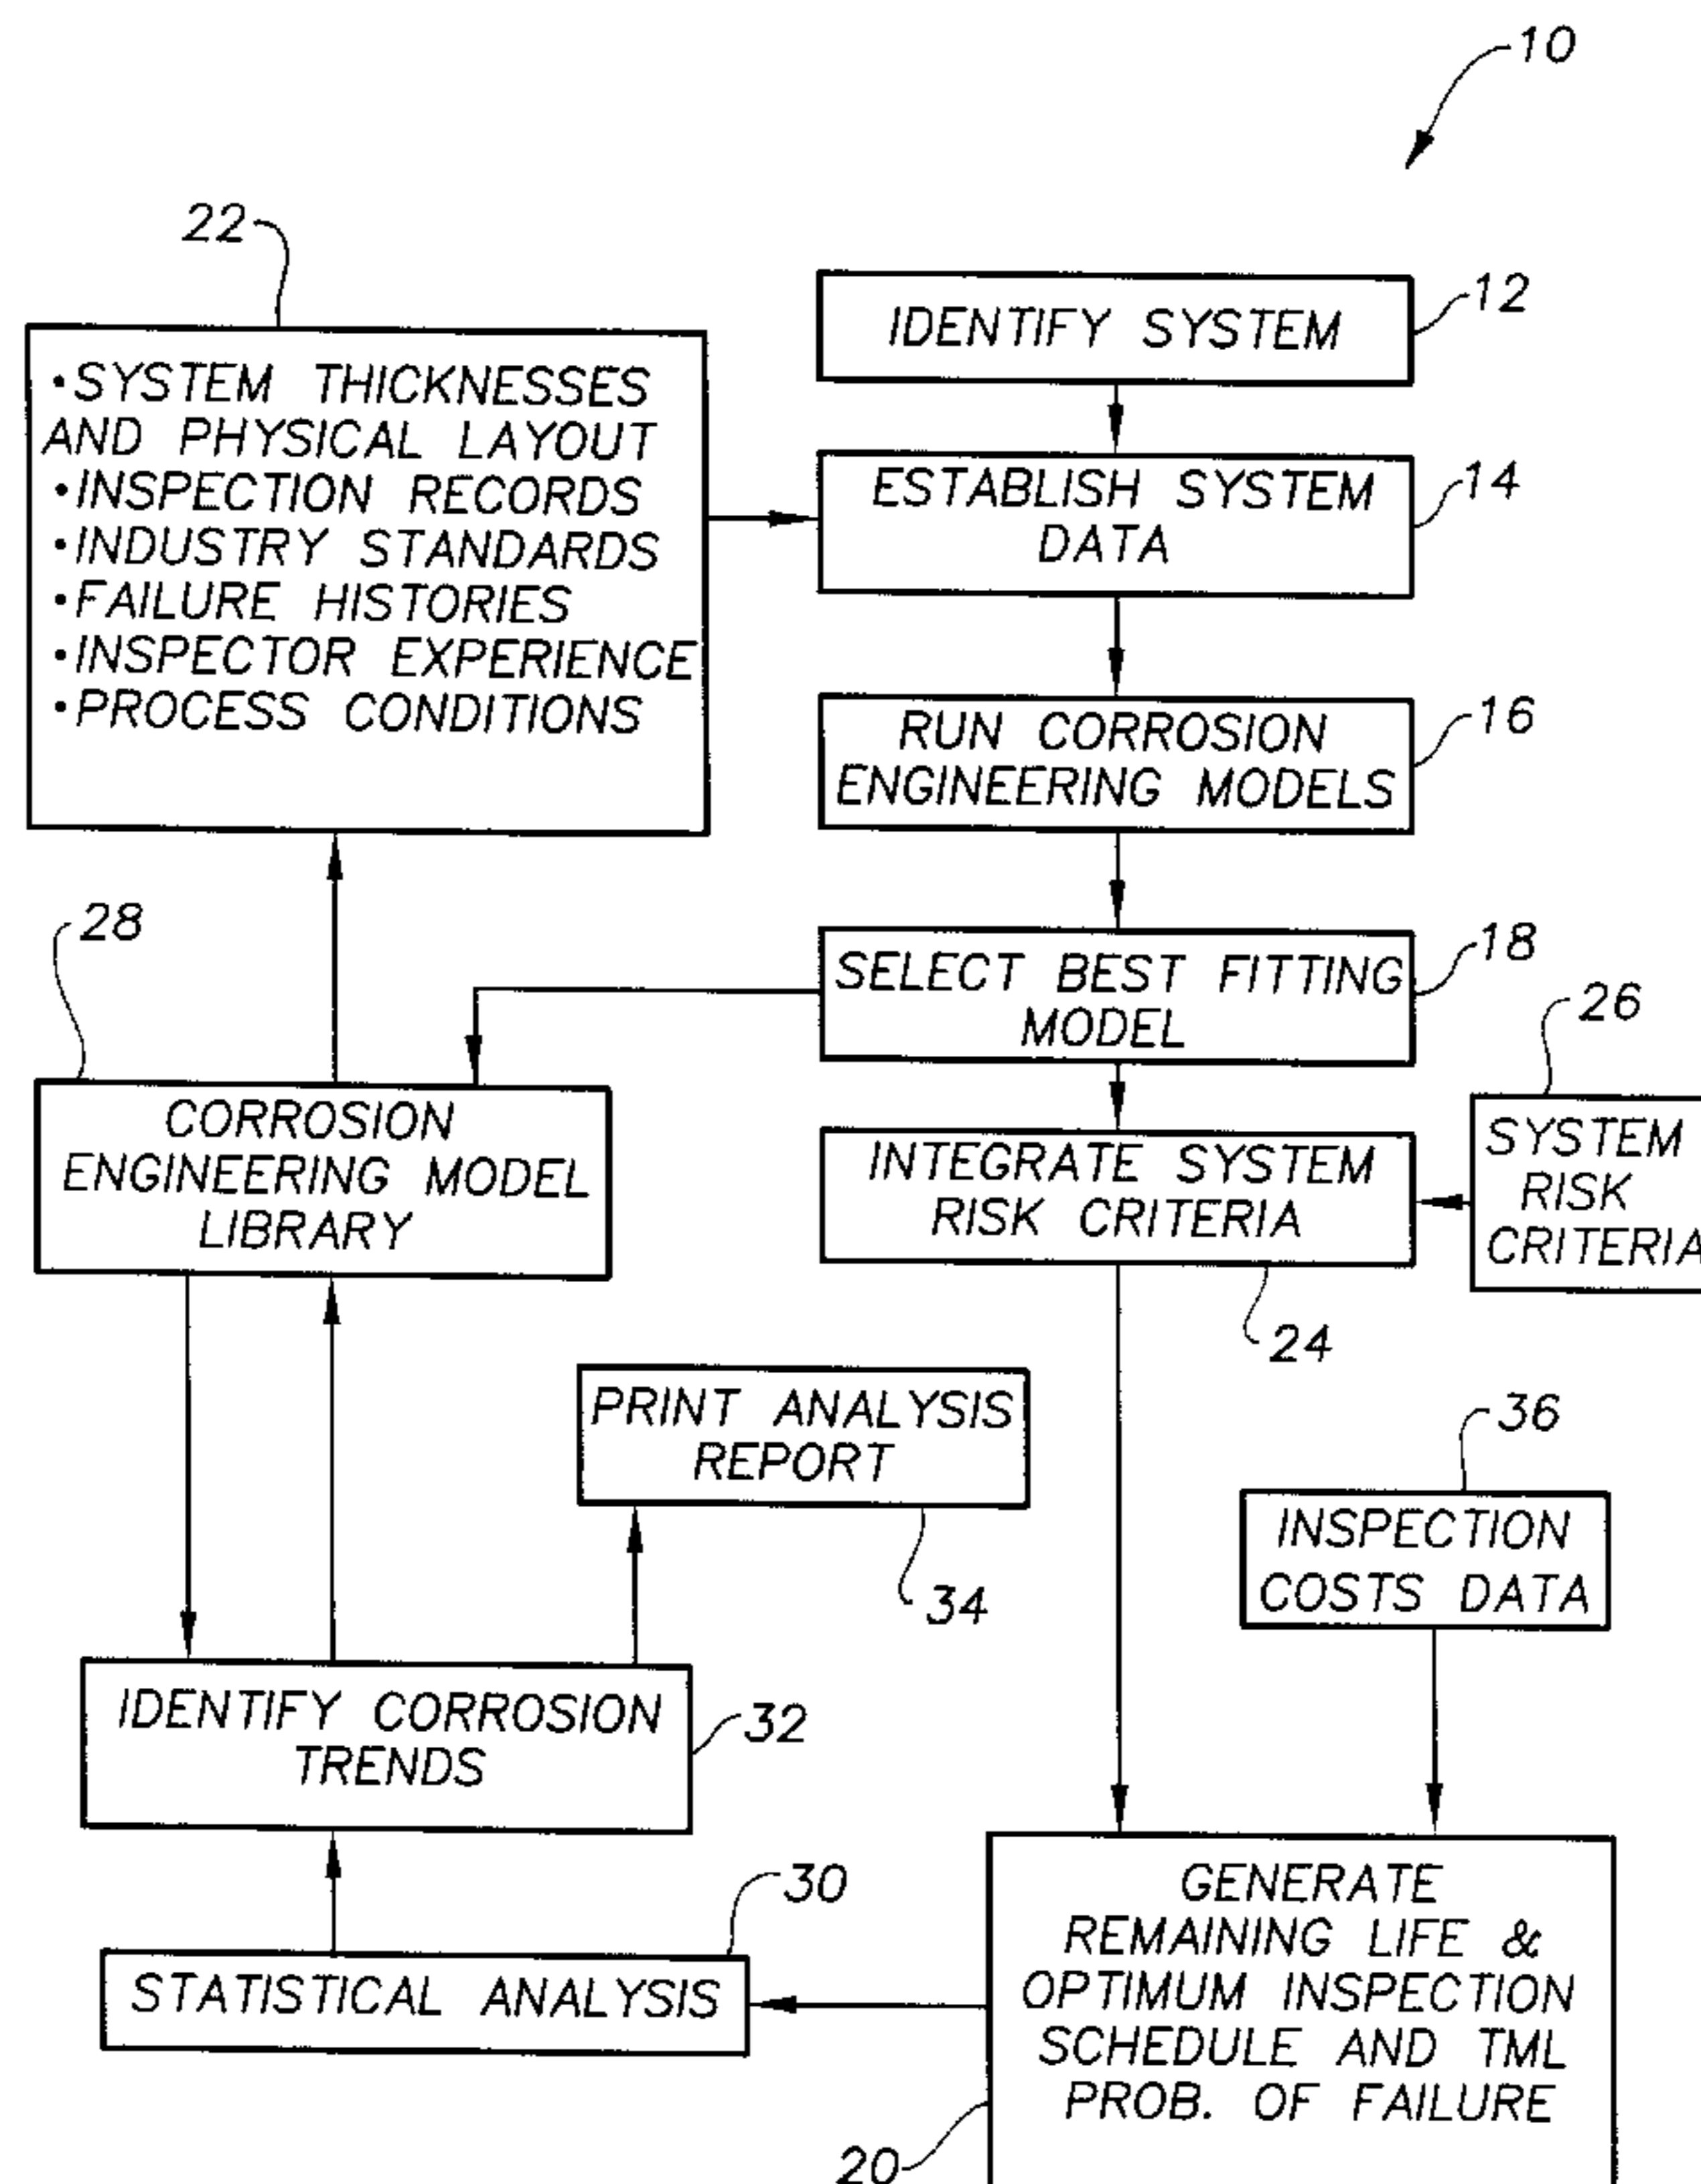 10
22
12
IDENTIFY SYSTEM
•SYSTEM THICKNESSES
AND PHYSICAL LAYOUT
•INSPECTION RECORDS
•INDUSTRY STANDARDS
•FAILURE HISTORIES
•INSPECTOR EXPERIENCE
•PROCESS CONDITIONS
14
ESTABLISH SYSTEM
DATA
16
RUN CORROSION
ENGINEERING MODELS
18
SELECT BEST FITTING
MODEL
28
CORROSION
ENGINEERING MODEL
LIBRARY
26
SYSTEM
RISK
CRITERIA
INTEGRATE SYSTEM
RISK CRITERIA
24
PRINT ANALYSIS
REPORT
34
36
INSPECTION
COSTS DATA
IDENTIFY CORROSION
TRENDS
32
30
STATISTICAL ANALYSIS
GENERATE
REMAINING LIFE &
OPTIMUM INSPECTION
SCHEDULE AND TML
PROB. OF FAILURE
20